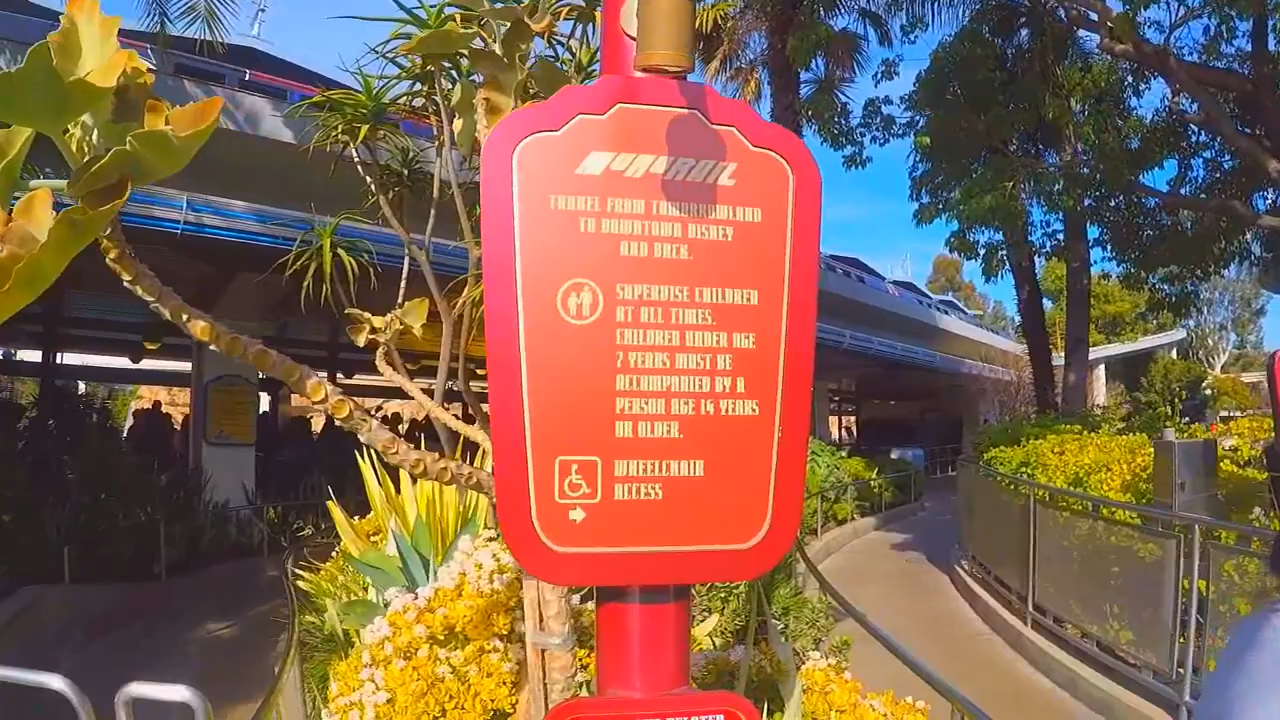 MONORAIL
TRAVEL FROM TOMORROWLAND
TO DOWNTOWN DISNEY
AND BACK.
SUPERVISE CHILDREN
AT ALL TIMES.
CHILDREN UNDER AGE
7 YEARS MUST BE
ACCOMPANIED BY A
PERSON AGE 14 YEARS
OR OLDER.
WHEELCHAIR
ACCESS